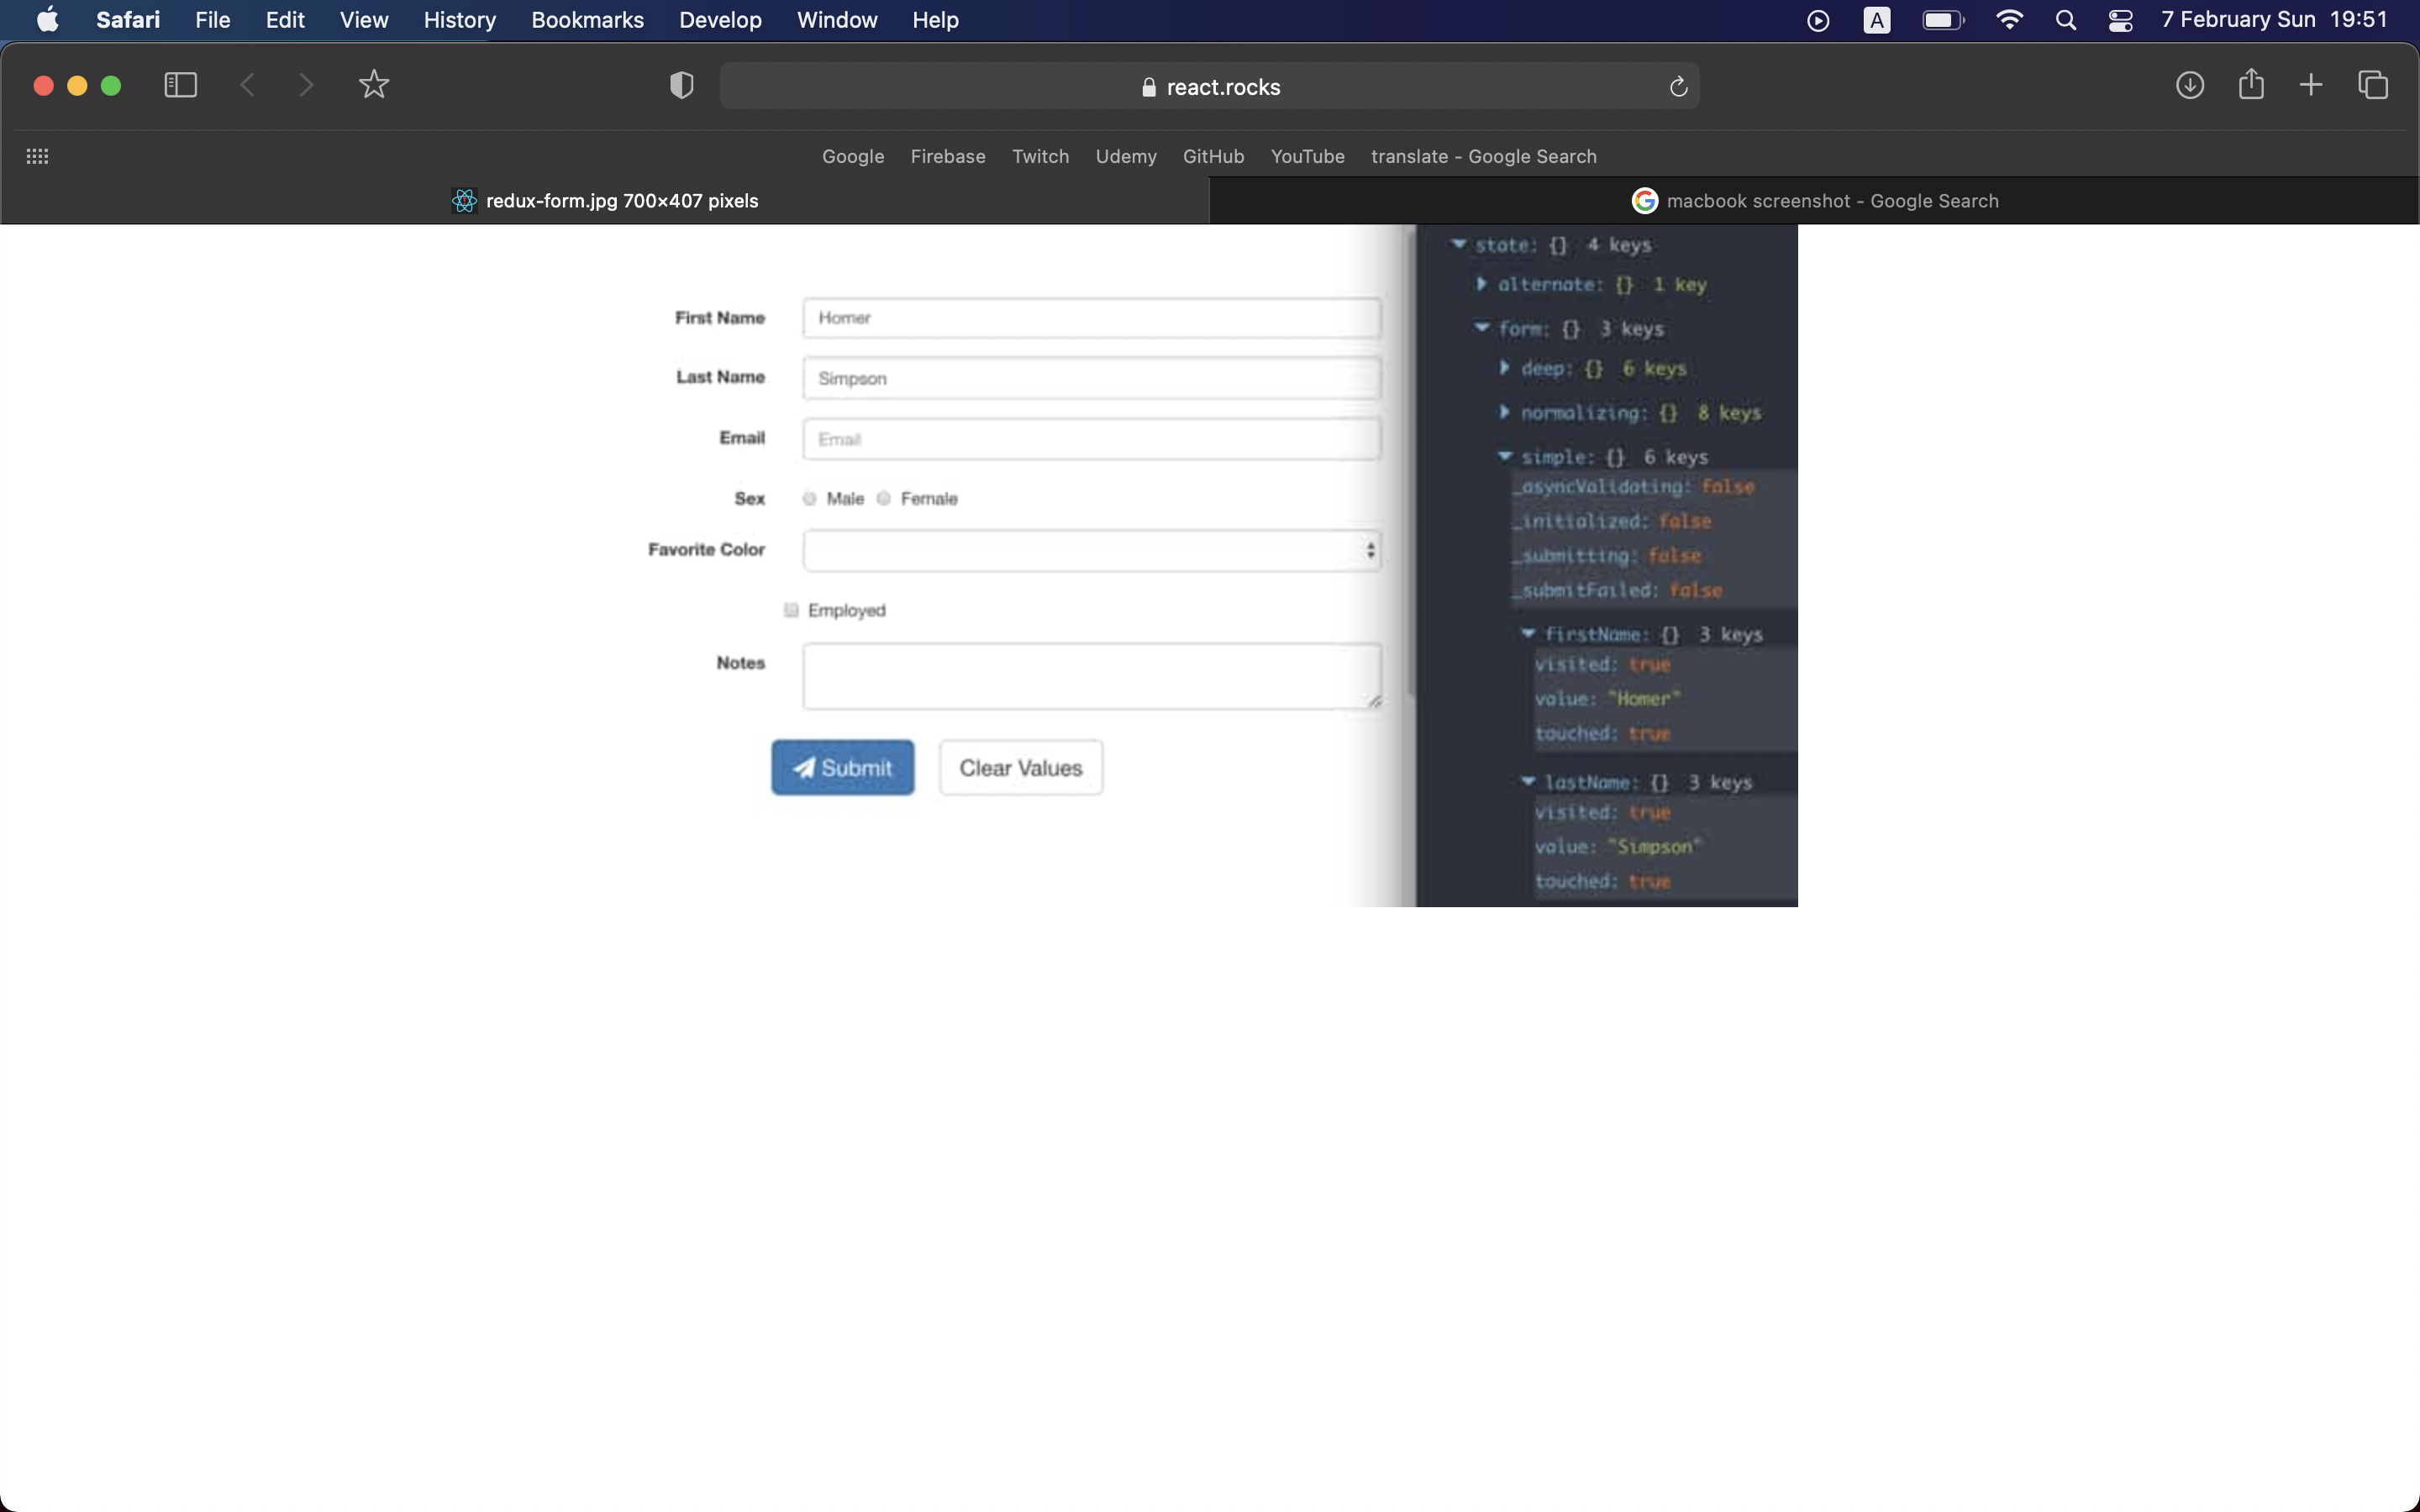 Safari File Edit View History Bookmarks Develop Window Help A 7 February Sun 19:51
react.rocks
Google Firebase Twitch Udemy GitHub YouTube translate - Google Search
redux-form.jpg 700×407 pixels
macbook screenshot - Google Search
First Name Homer
Last Name Simpson
Email Email
Sex Male Female
Favorite Color
Employed
Notes
Submit Clear Values
state: {} 4 keys
alternate: {} 1 key
form: {} 3 keys
deep: {} 6 keys
normalizing: {} 8 keys
simple: {} 6 keys
_asyncValidating: false
_initialized: false
_submitting: false
_submitFailed: false
firstName: {} 3 keys
visited: true
value: "Homer"
touched: true
lastName: {} 3 keys
visited: true
value: "Simpson"
touched: true